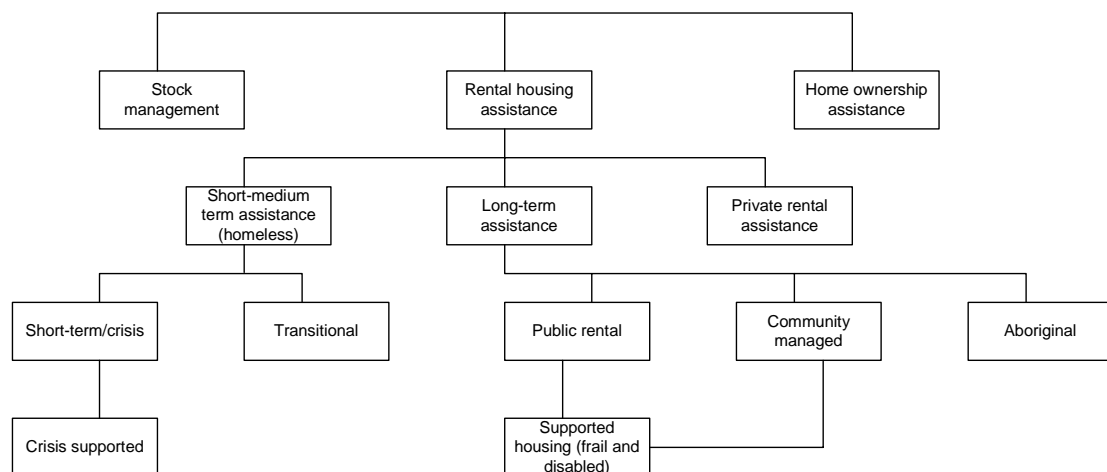 Stock
management
Rental housing
assistance
Home ownership
assistance
Short-medium
term assistance
(homeless)
Long-term
assistance
Private rental
assistance
Short-term/crisis
Transitional
Public rental
Community
managed
Aboriginal
Crisis supported
Supported
housing (frail and
disabled)